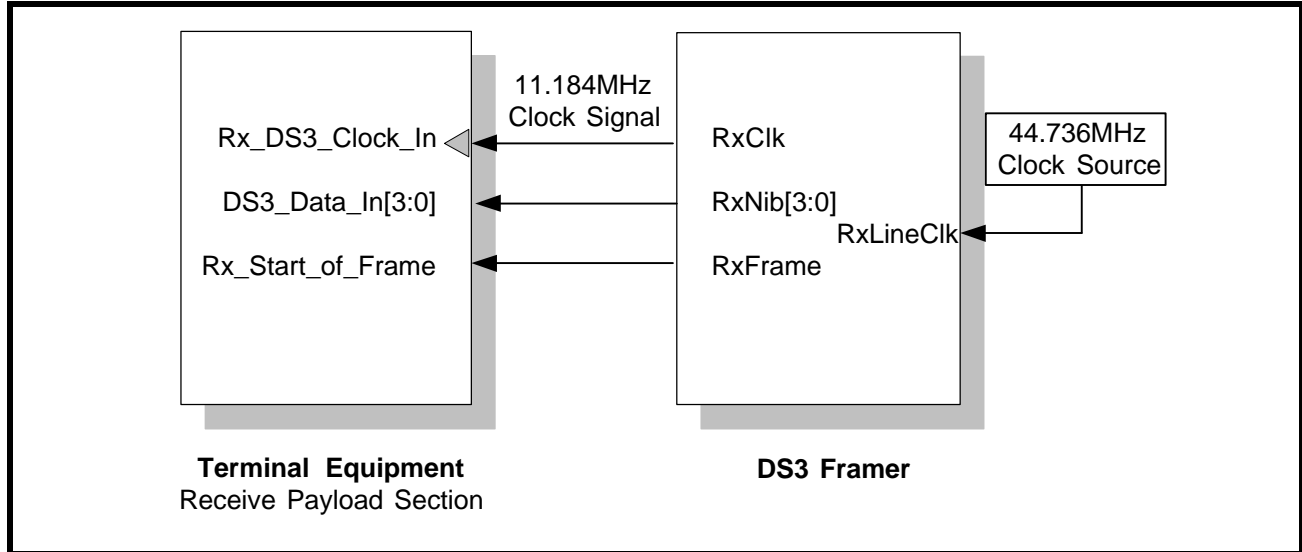 11.184MHz
Clock Signal
Rx_DS3_Clock_In
DS3_Data_In[3:0]
Rx_Start_of_Frame
RxClk
RxNib[3:0]
RxLineClk
RxFrame
44.736MHz
Clock Source
Terminal Equipment
Receive Payload Section
DS3 Framer